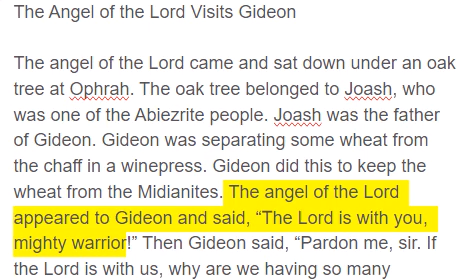 The Angel of the Lord Visits Gideon
The angel of the Lord came and sat down under an oak
tree at Ophrah. The oak tree belonged to Joash, who
was one of the Abiezrite people. Joash was the father
of Gideon. Gideon was separating some wheat from
the chaff in a winepress. Gideon did this to keep the
wheat from the Midianites. The angel of the Lord
appeared to Gideon and said, “The Lord is with you,
mighty warrior!” Then Gideon said, “Pardon me, sir. If
the Lord is with us, why are we having so many